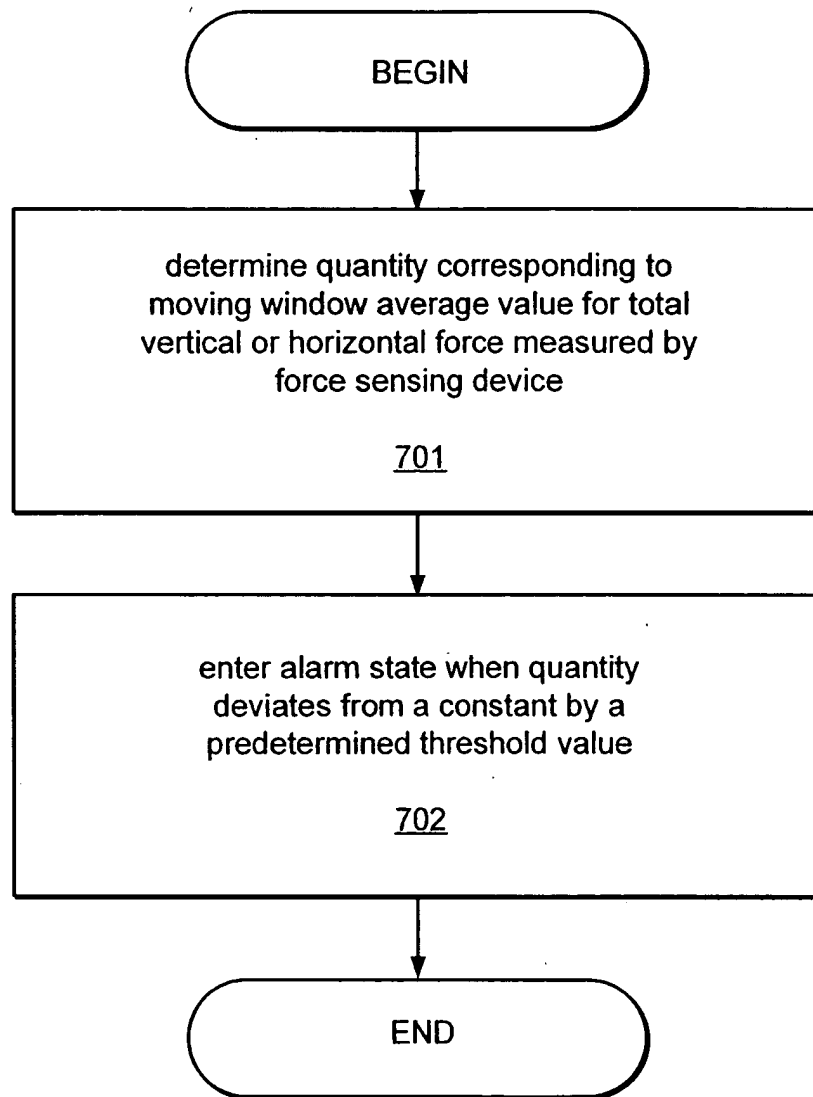 BEGIN
determine quantity corresponding to
moving window average value for total
vertical or horizontal force measured by
force sensing device
701
enter alarm state when quantity
deviates from a constant by a
predetermined threshold value
702
END